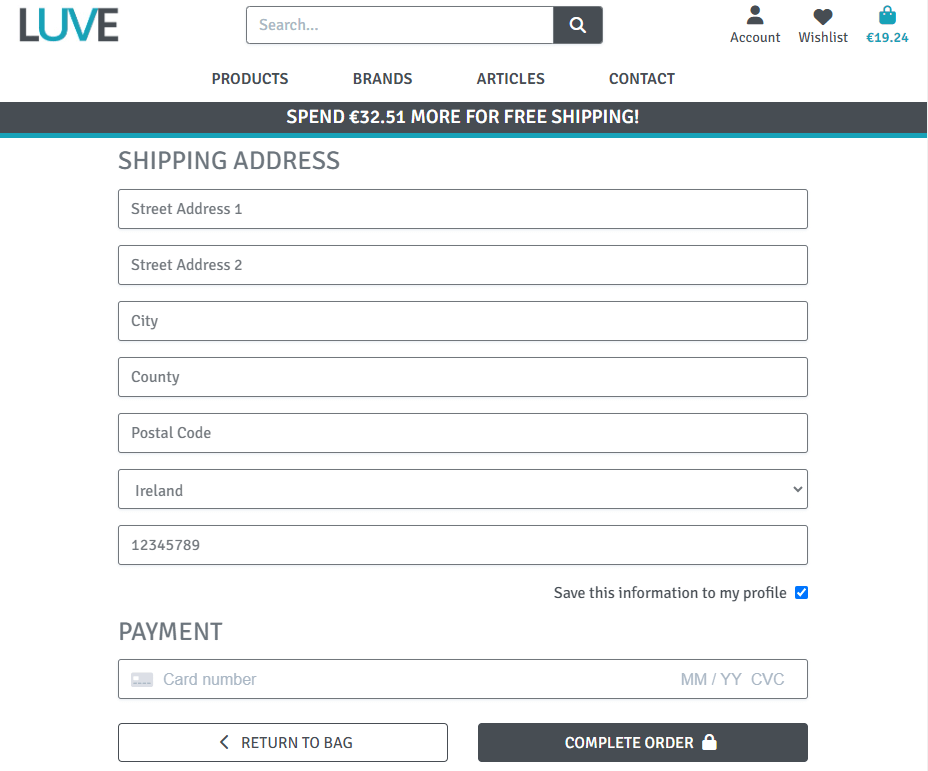 LUVE
Search...
Account Wishlist €19.24
PRODUCTS BRANDS ARTICLES CONTACT
SPEND €32.51 MORE FOR FREE SHIPPING!
SHIPPING ADDRESS
Street Address 1
Street Address 2
City
County
Postal Code
Ireland
12345789
Save this information to my profile
PAYMENT
Card number MM / YY CVC
RETURN TO BAG COMPLETE ORDER